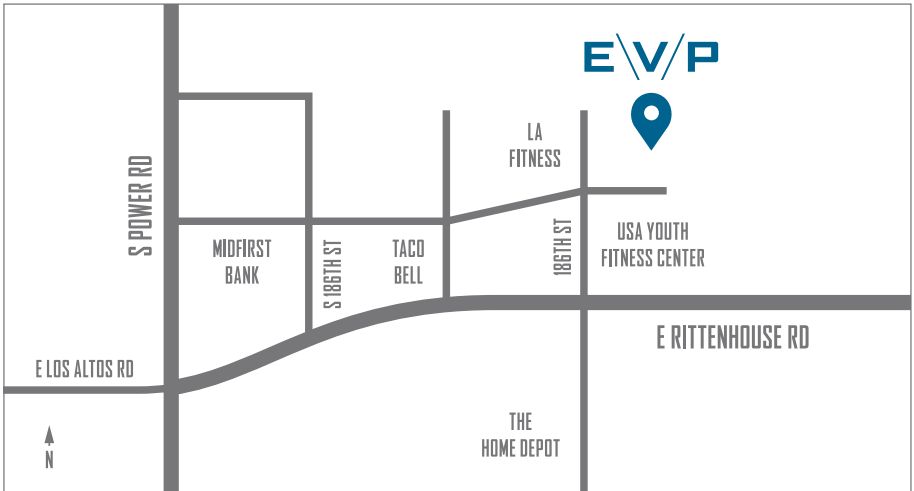 E\V/P
LA
FITNESS
S POWER RD
MIDFIRST
BANK
S 186TH ST
TACO
BELL
186TH ST
USA YOUTH
FITNESS CENTER
E RITTENHOUSE RD
E LOS ALTOS RD
THE
HOME DEPOT
N